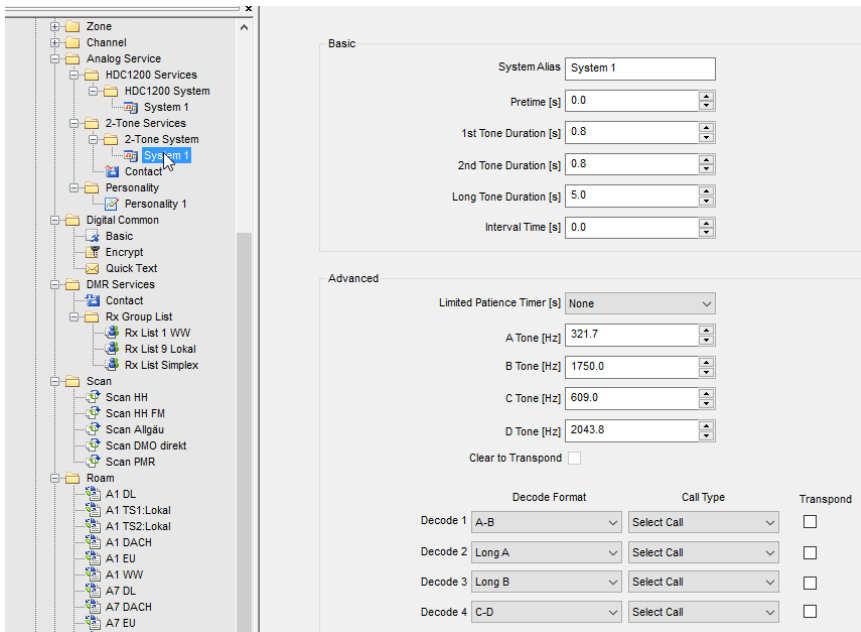 x
Zone
Channel
Analog Service
HDC1200 Services
HDC1200 System
System 1
2-Tone Services
2-Tone System
System 1
Contact
Personality
Personality 1
Digital Common
Basic
Encrypt
Quick Text
DMR Services
Contact
Rx Group List
Rx List 1 WW
Rx List 9 Lokal
Rx List Simplex
Scan
Scan HH
Scan HH FM
Scan Allgäu
Scan DMO direkt
Scan PMR
Roam
A1 DL
A1 TS1:Lokal
A1 TS2:Lokal
A1 DACH
A1 EU
A1 WW
A7 DL
A7 DACH
A7 EU
Basic
System Alias System 1
Pretime [s] 0.0
1st Tone Duration [s] 0.8
2nd Tone Duration [s] 0.8
Long Tone Duration [s] 5.0
Interval Time [s] 0.0
Advanced
Limited Patience Timer [s] None
A Tone [Hz] 321.7
B Tone [Hz] 1750.0
C Tone [Hz] 609.0
D Tone [Hz] 2043.8
Clear to Transpond
Decode Format Call Type Transpond
Decode 1 A-B Select Call
Decode 2 Long A Select Call
Decode 3 Long B Select Call
Decode 4 C-D Select Call